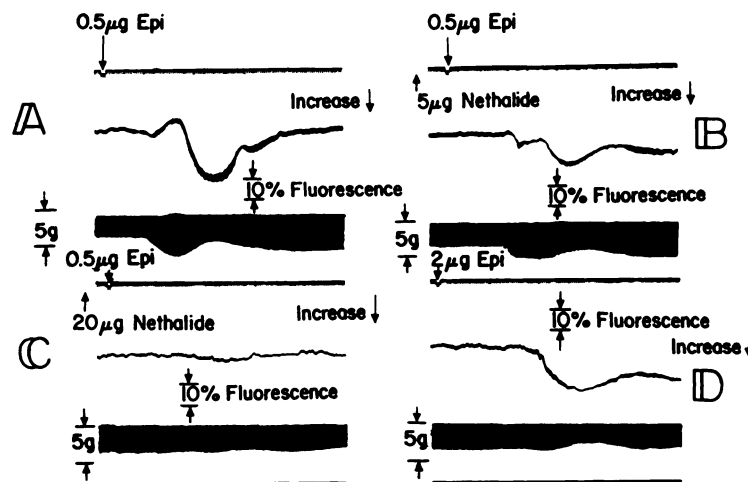 0.5μg Epi
A
Increase ↓
10% Fluorescence
5g
0.5μg Epi
5μg Nethalide
Increase ↓
B
10% Fluorescence
5g
0.5μg Epi
20μg Nethalide
Increase ↓
C
10% Fluorescence
5g
2μg Epi
10% Fluorescence
Increase ↓
D
5g